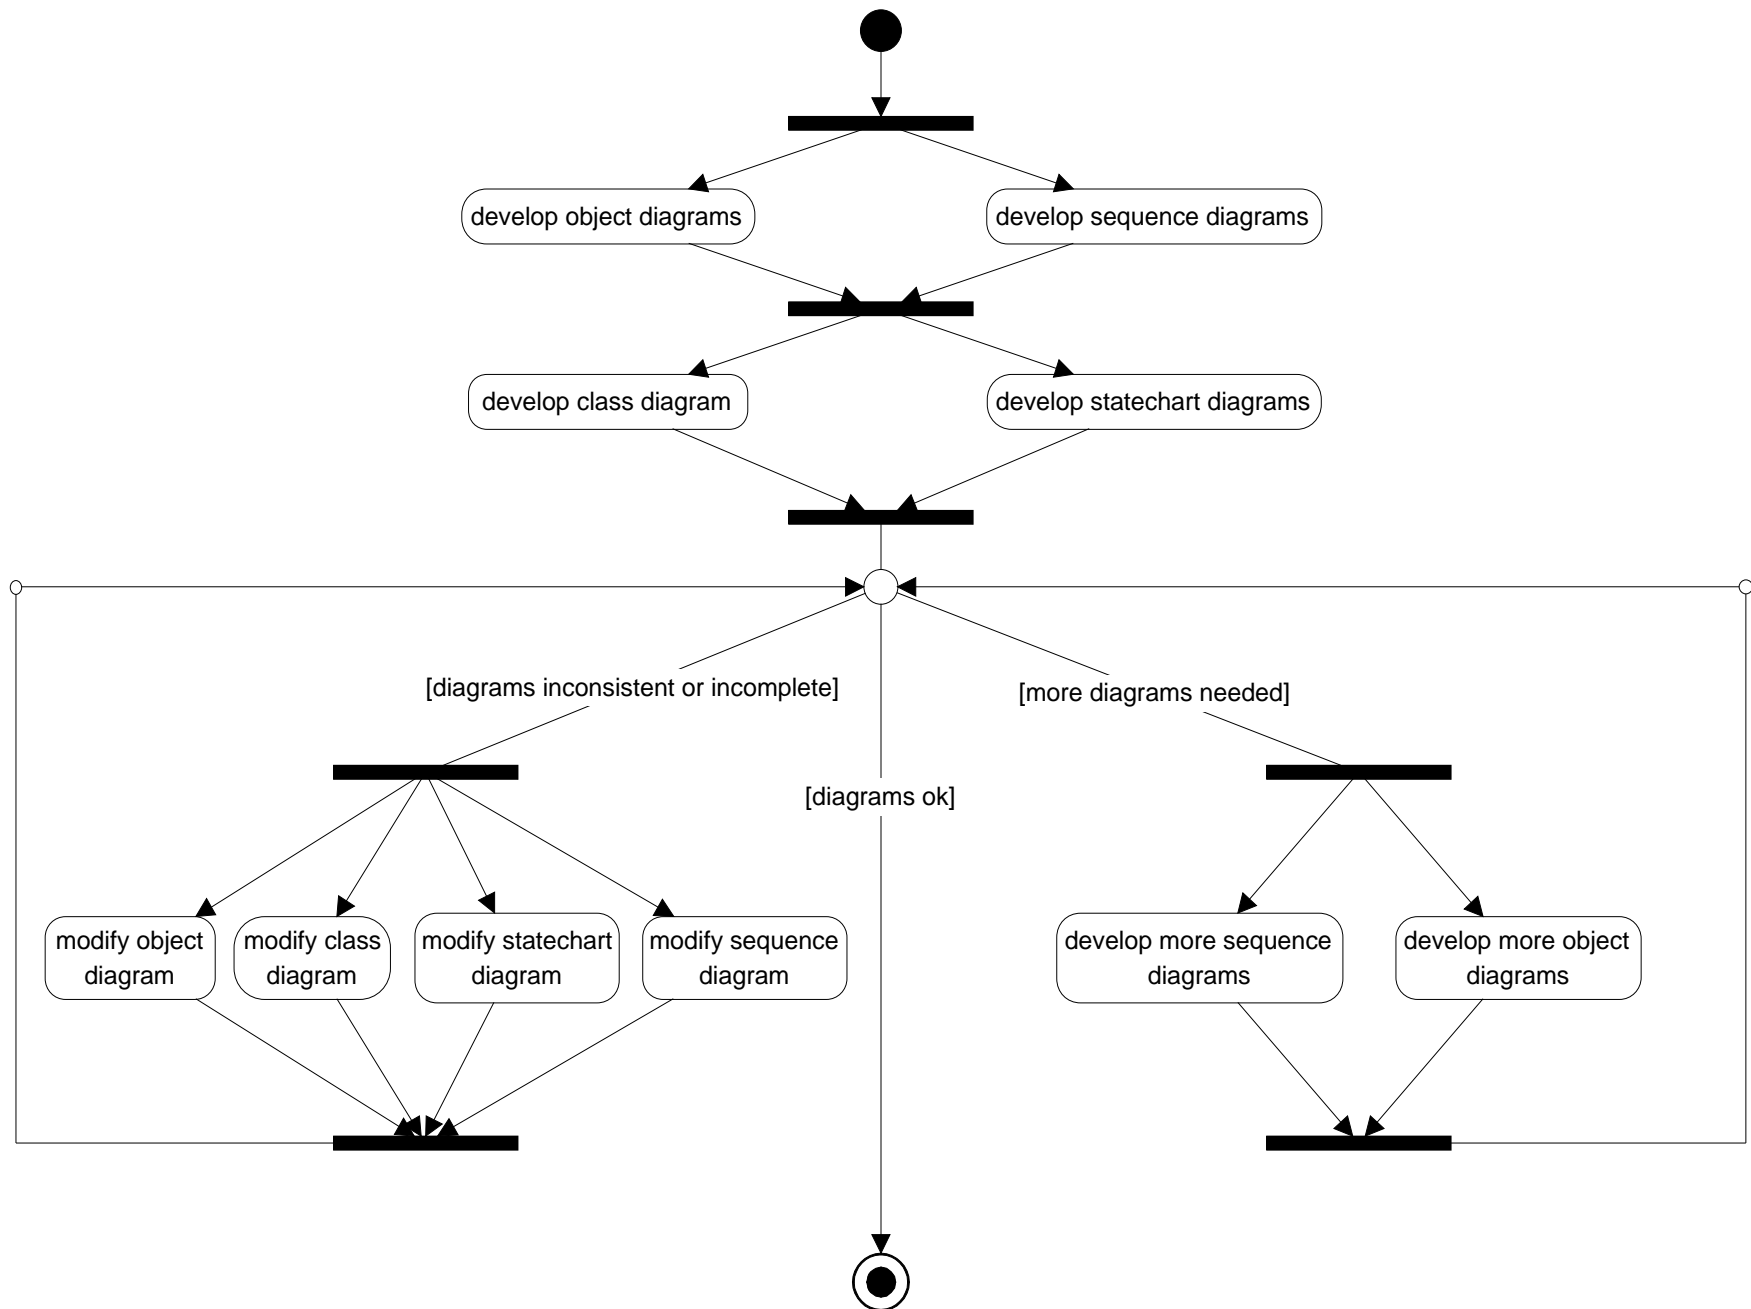 develop object diagrams
develop sequence diagrams
develop class diagram
develop statechart diagrams
[diagrams inconsistent or incomplete]
[more diagrams needed]
[diagrams ok]
modify object
diagram
modify class
diagram
modify statechart
diagram
modify sequence
diagram
develop more sequence
diagrams
develop more object
diagrams